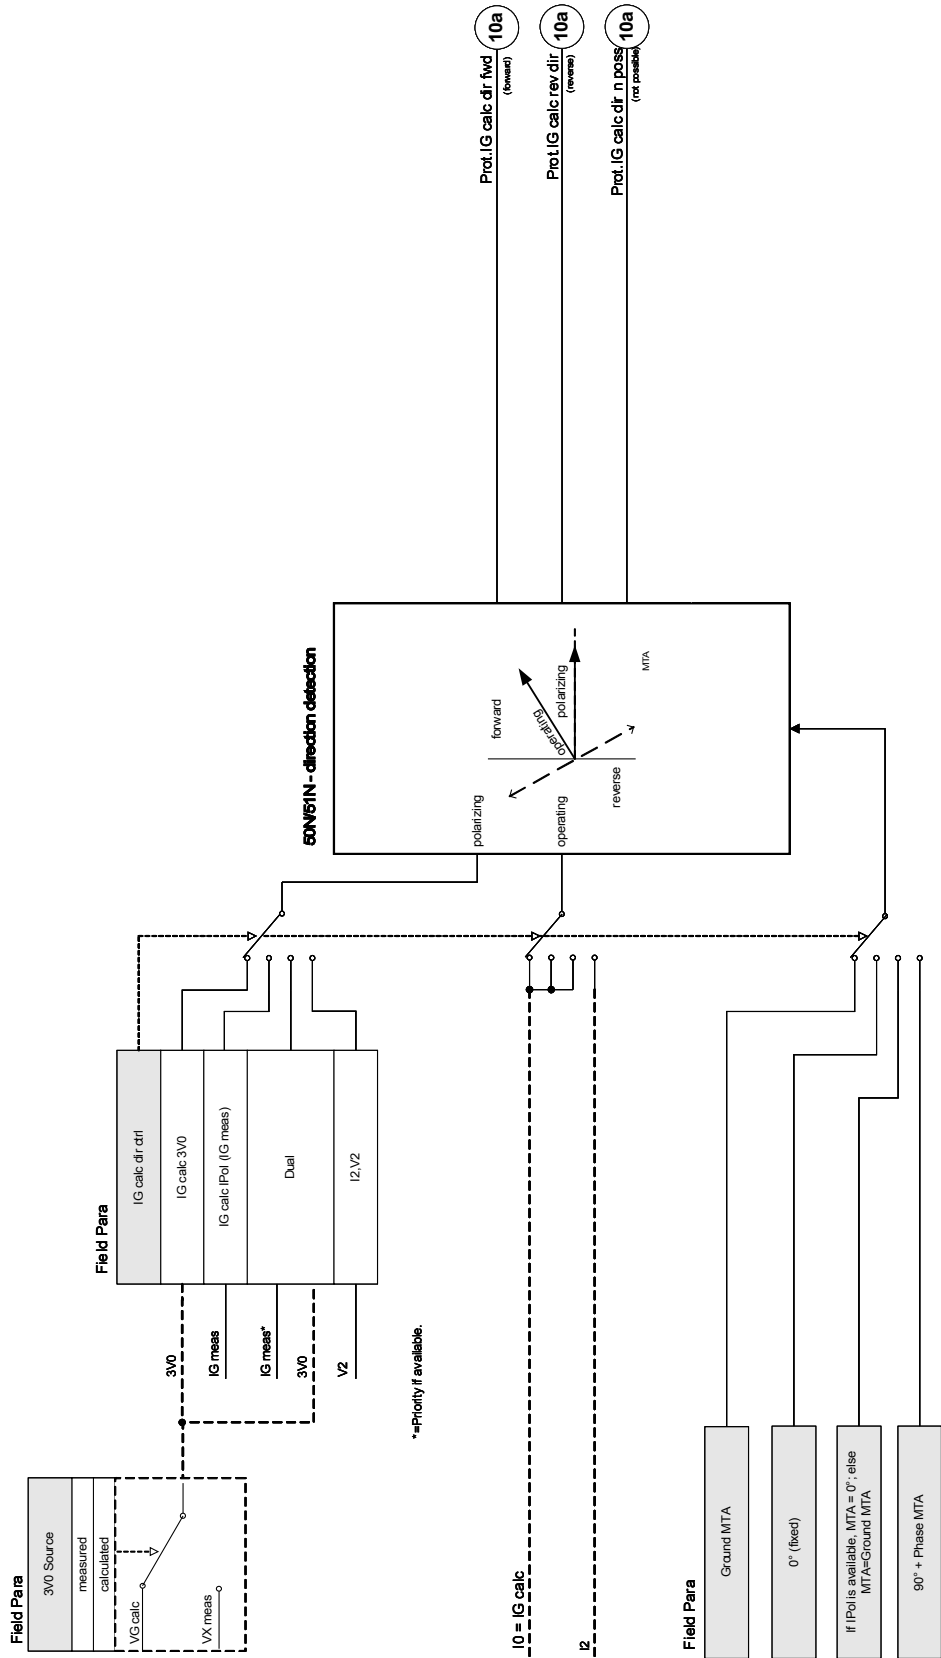 Prot.IG calc dir fwd
(forward)
10a
Prot.IG calc rev dir
(reverse)
10a
Prot.IG calc dir n poss
(not possible)
10a
50N/51N - direction detection
polarizing
operating
forward
reverse
operating
polarizing
MTA
Field Para
IG calc dir ctrl
IG calc 3V0
IG calc IPol (IG meas)
Dual
I2,V2
3V0
IG meas
IG meas*
3V0
V2
*=Priority if available.
Field Para
3V0 Source
measured
calculated
VG calc
VX meas
I0 = IG calc
I2
Field Para
Ground MTA
0° (fixed)
If IPol is available, MTA = 0°; else
MTA=Ground MTA
90° + Phase MTA